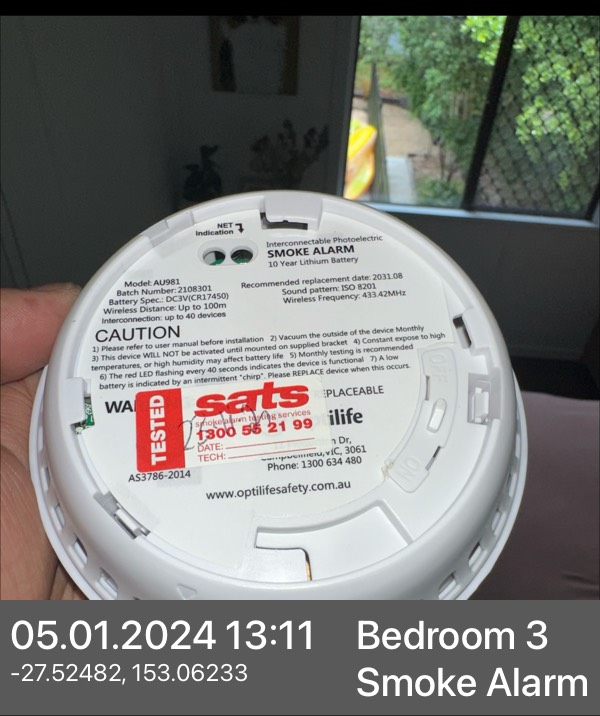 NET
Indication
Interconnectable Photoelectric
SMOKE ALARM
10 Year Lithium Battery
Model: AU981
Batch Number: 2108301
Battery Spec.: DC3V(CR17450)
Wireless Distance: Up to 100m
Interconnection: up to 40 devices
Recommended replacement date: 2031.08
Sound pattern: ISO 8201
Wireless Frequency: 433.42MHz
CAUTION
1) Please refer to user manual before installation 2) Vacuum the outside of the device Monthly
3) This device WILL NOT be activated until mounted on supplied bracket 4) Constant expose to high
temperatures, or high humidity may affect battery life 5) Monthly testing is recommended
6) The red LED flashing every 40 seconds indicates the device is functional 7) A low
battery is indicated by an intermittent "chirp". Please REPLACE device when this occurs.
TESTED
sats
smoke alarm testing services
1300 55 21 99
DATE:
TECH:
Dr,
VIC, 3061
Phone: 1300 634 480
AS3786-2014
www.optilifesafety.com.au
OFF
ON
05.01.2024 13:11
-27.52482, 153.06233
Bedroom 3
Smoke Alarm